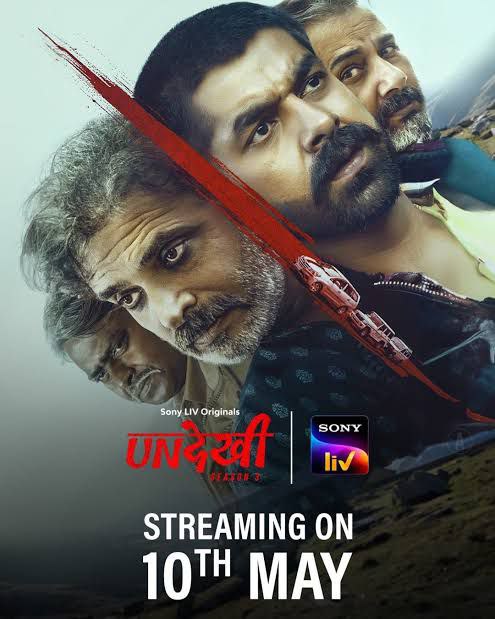 Sony LIV Originals
UNदेखी
SEASON 3
SONY
liv
STREAMING ON
10TH MAY